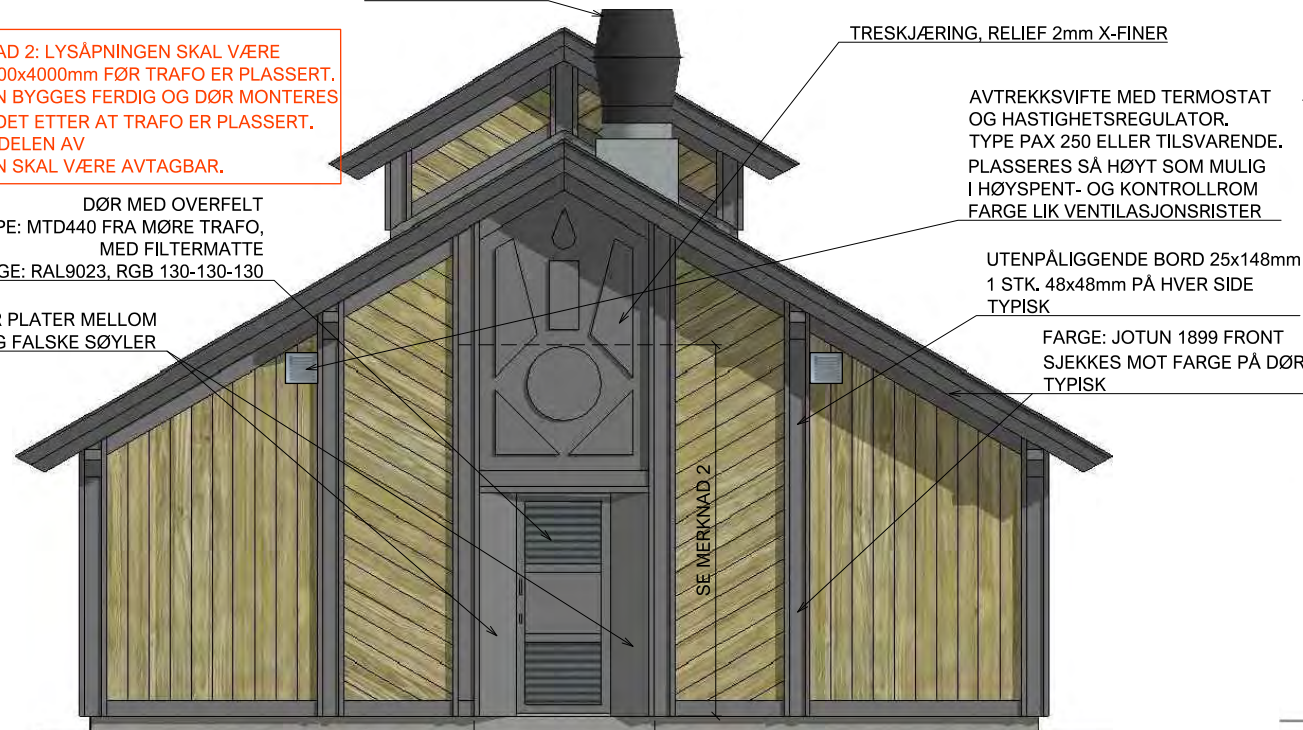 AD 2: LYSÅPNINGEN SKAL VÆRE
00x4000mm FØR TRAFO ER PLASSERT.
N BYGGES FERDIG OG DØR MONTERES
DET ETTER AT TRAFO ER PLASSERT.
DELEN AV
N SKAL VÆRE AVTAGBAR.
DØR MED OVERFELT
PE: MTD440 FRA MØRE TRAFO,
MED FILTERMATTE
GE: RAL9023, RGB 130-130-130
R PLATER MELLOM
G FALSKE SØYLER
TRESKJÆRING, RELIEF 2mm X-FINER
AVTREKKSVIFTE MED TERMOSTAT
OG HASTIGHETSREGULATOR.
TYPE PAX 250 ELLER TILSVARENDE.
PLASSERES SÅ HØYT SOM MULIG
I HØYSPENT- OG KONTROLLROM
FARGE LIK VENTILASJONSRISTER
UTENPÅLIGGENDE BORD 25x148mm
1 STK. 48x48mm PÅ HVER SIDE
TYPISK
FARGE: JOTUN 1899 FRONT
SJEKKES MOT FARGE PÅ DØR
TYPISK
SE MERKNAD 2